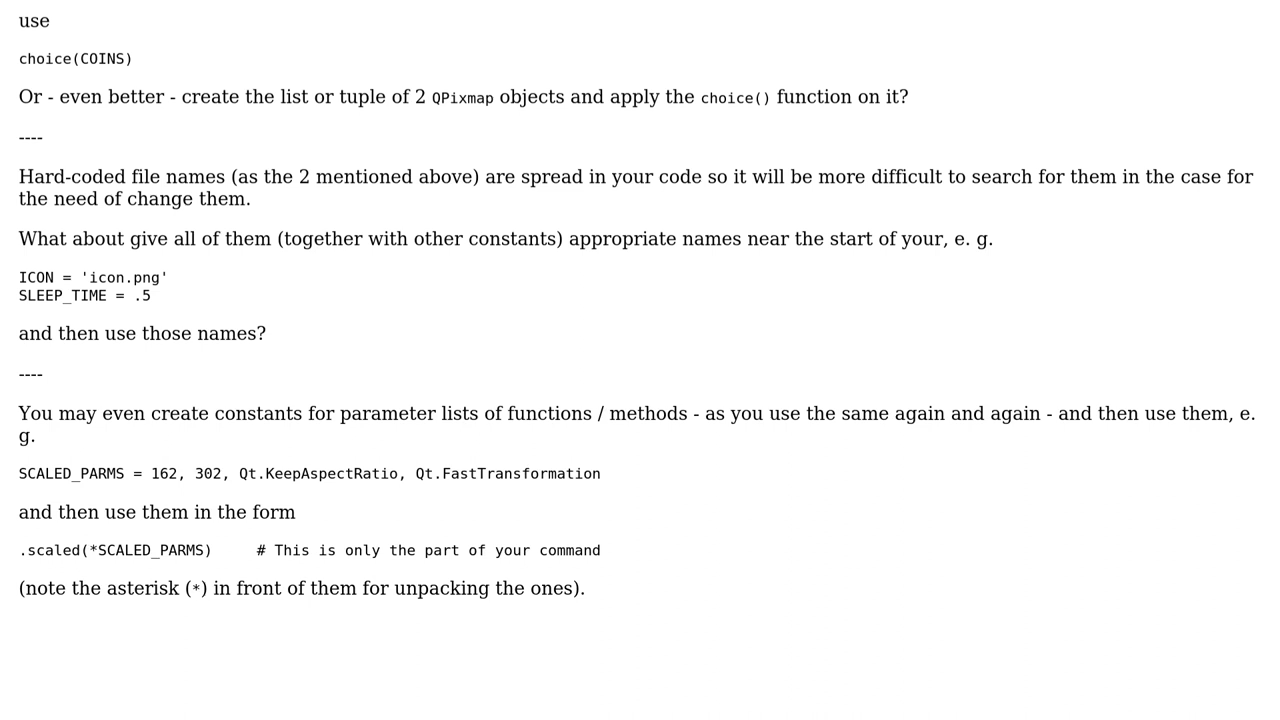 use
choice(COINS)
Or - even better - create the list or tuple of 2 QPixmap objects and apply the choice() function on it?
----
Hard-coded file names (as the 2 mentioned above) are spread in your code so it will be more difficult to search for them in the case for
the need of change them.
What about give all of them (together with other constants) appropriate names near the start of your, e. g.
ICON = 'icon.png'
SLEEP_TIME = .5
and then use those names?
----
You may even create constants for parameter lists of functions / methods - as you use the same again and again - and then use them, e.
g.
SCALED_PARMS = 162, 302, Qt.KeepAspectRatio, Qt.FastTransformation
and then use them in the form
.scaled(*SCALED_PARMS)     # This is only the part of your command
(note the asterisk (*) in front of them for unpacking the ones).